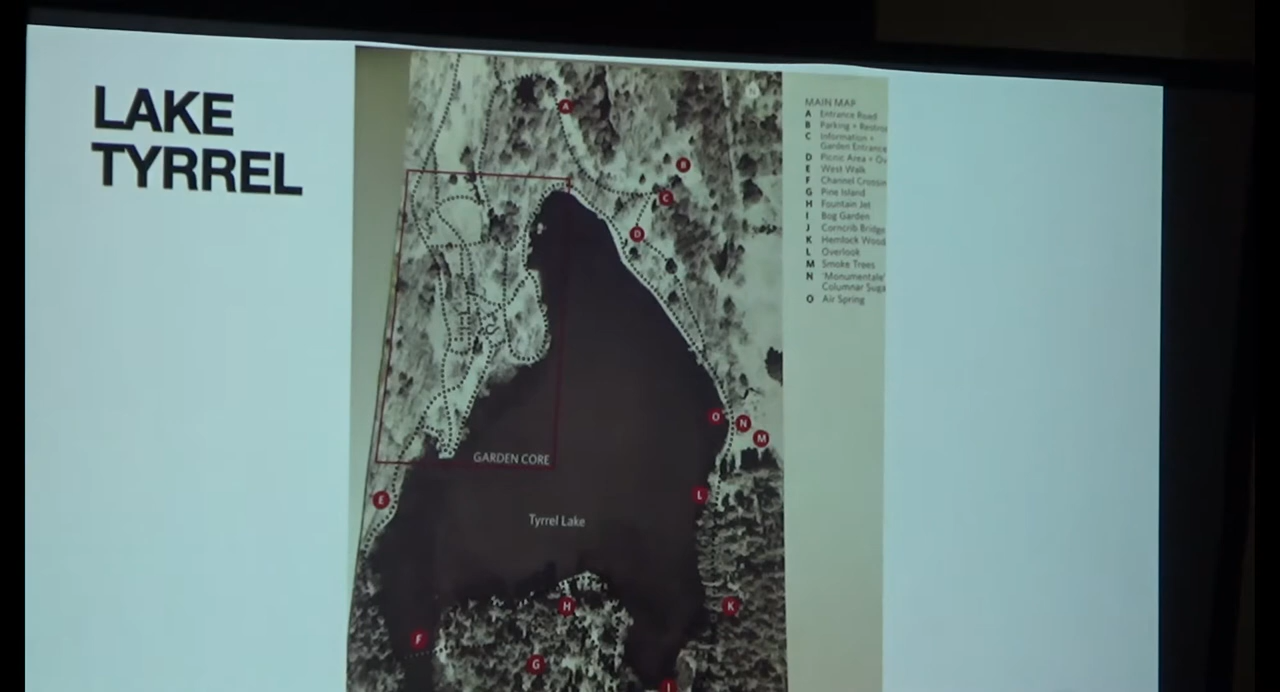 LAKE
TYRREL
MAIN MAP
A Entrance Road
B Parking + Restro
C Information +
Garden Entrance
D Picnic Area + Ov
E West Walk
F Channel Crossin
G Pine Island
H Fountain Jet
I Bog Garden
J Corncrib Bridge
K Hemlock Wood
L Overlook
M Smoke Trees
N 'Monumentale'
Columnar Suga
O Air Spring
N
A
B
C
D
O
N
M
GARDEN CORE
E
L
Tyrrel Lake
H
K
F
G